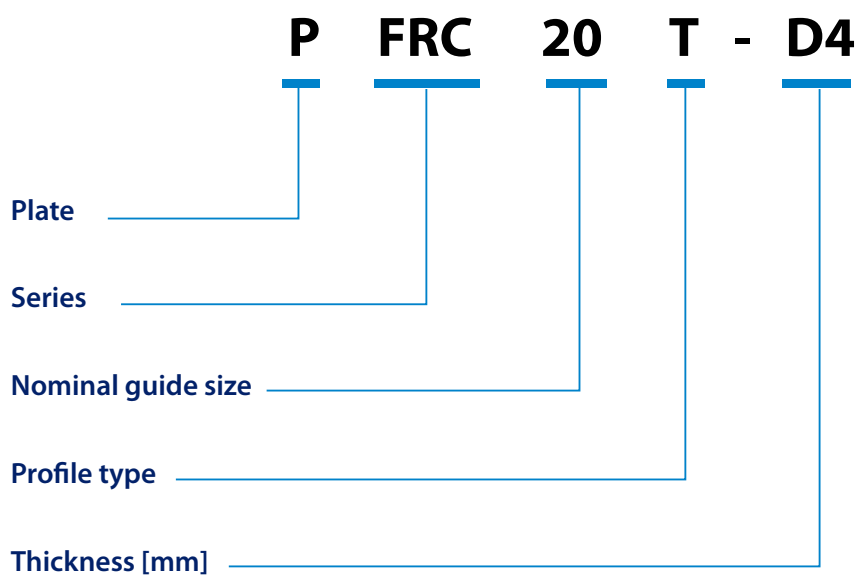 P FRC 20 T - D4
Plate
Series
Nominal guide size
Profile type
Thickness [mm]